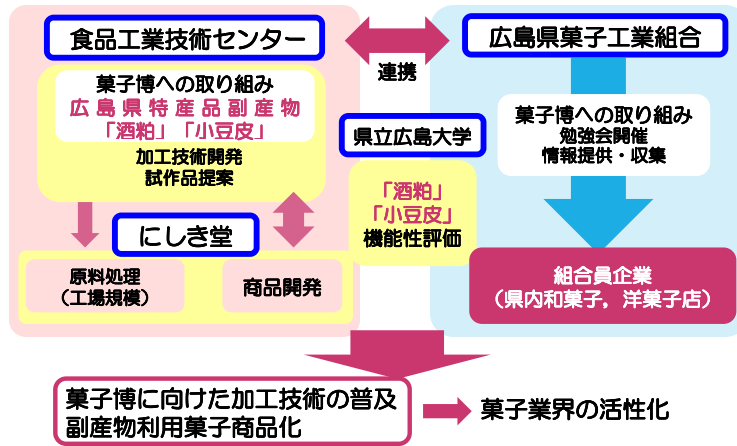 食品工業技術センター
広島県菓子工業組合
連携
菓子博への取り組み
広島県特産品副産物
「酒粕」「小豆皮」
加工技術開発
試作品提案
県立広島大学
「酒粕」
「小豆皮」
機能性評価
菓子博への取り組み
勉強会開催
情報提供・収集
にしき堂
原料処理
（工場規模）
商品開発
組合員企業
（県内和菓子，洋菓子店）
菓子博に向けた加工技術の普及
副産物利用菓子商品化
菓子業界の活性化